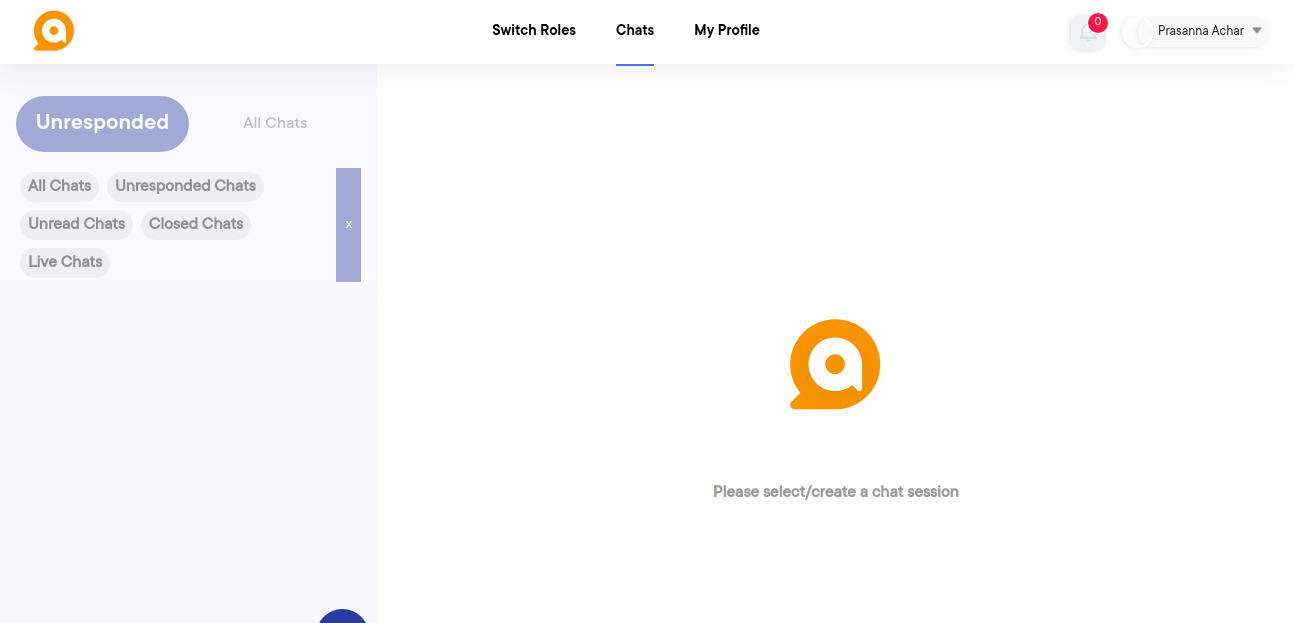 Switch Roles Chats My Profile 0 Prasanna Achar
Unresponded All Chats
All Chats Unresponded Chats
Unread Chats Closed Chats x
Live Chats
Please select/create a chat session